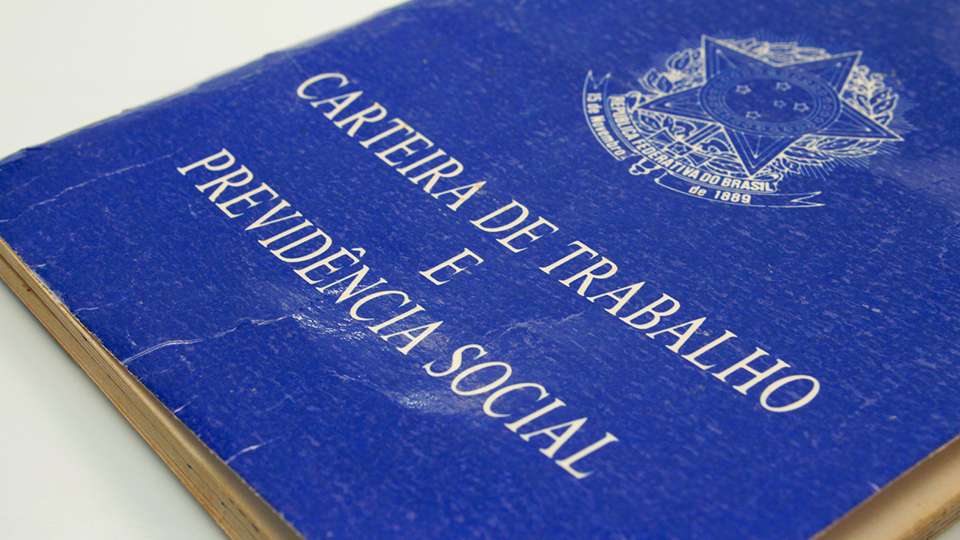 REPÚBLICA FEDERATIVA DO BRASIL
15 de Novembro
de 1889
CARTEIRA DE TRABALHO
E
PREVIDÊNCIA SOCIAL